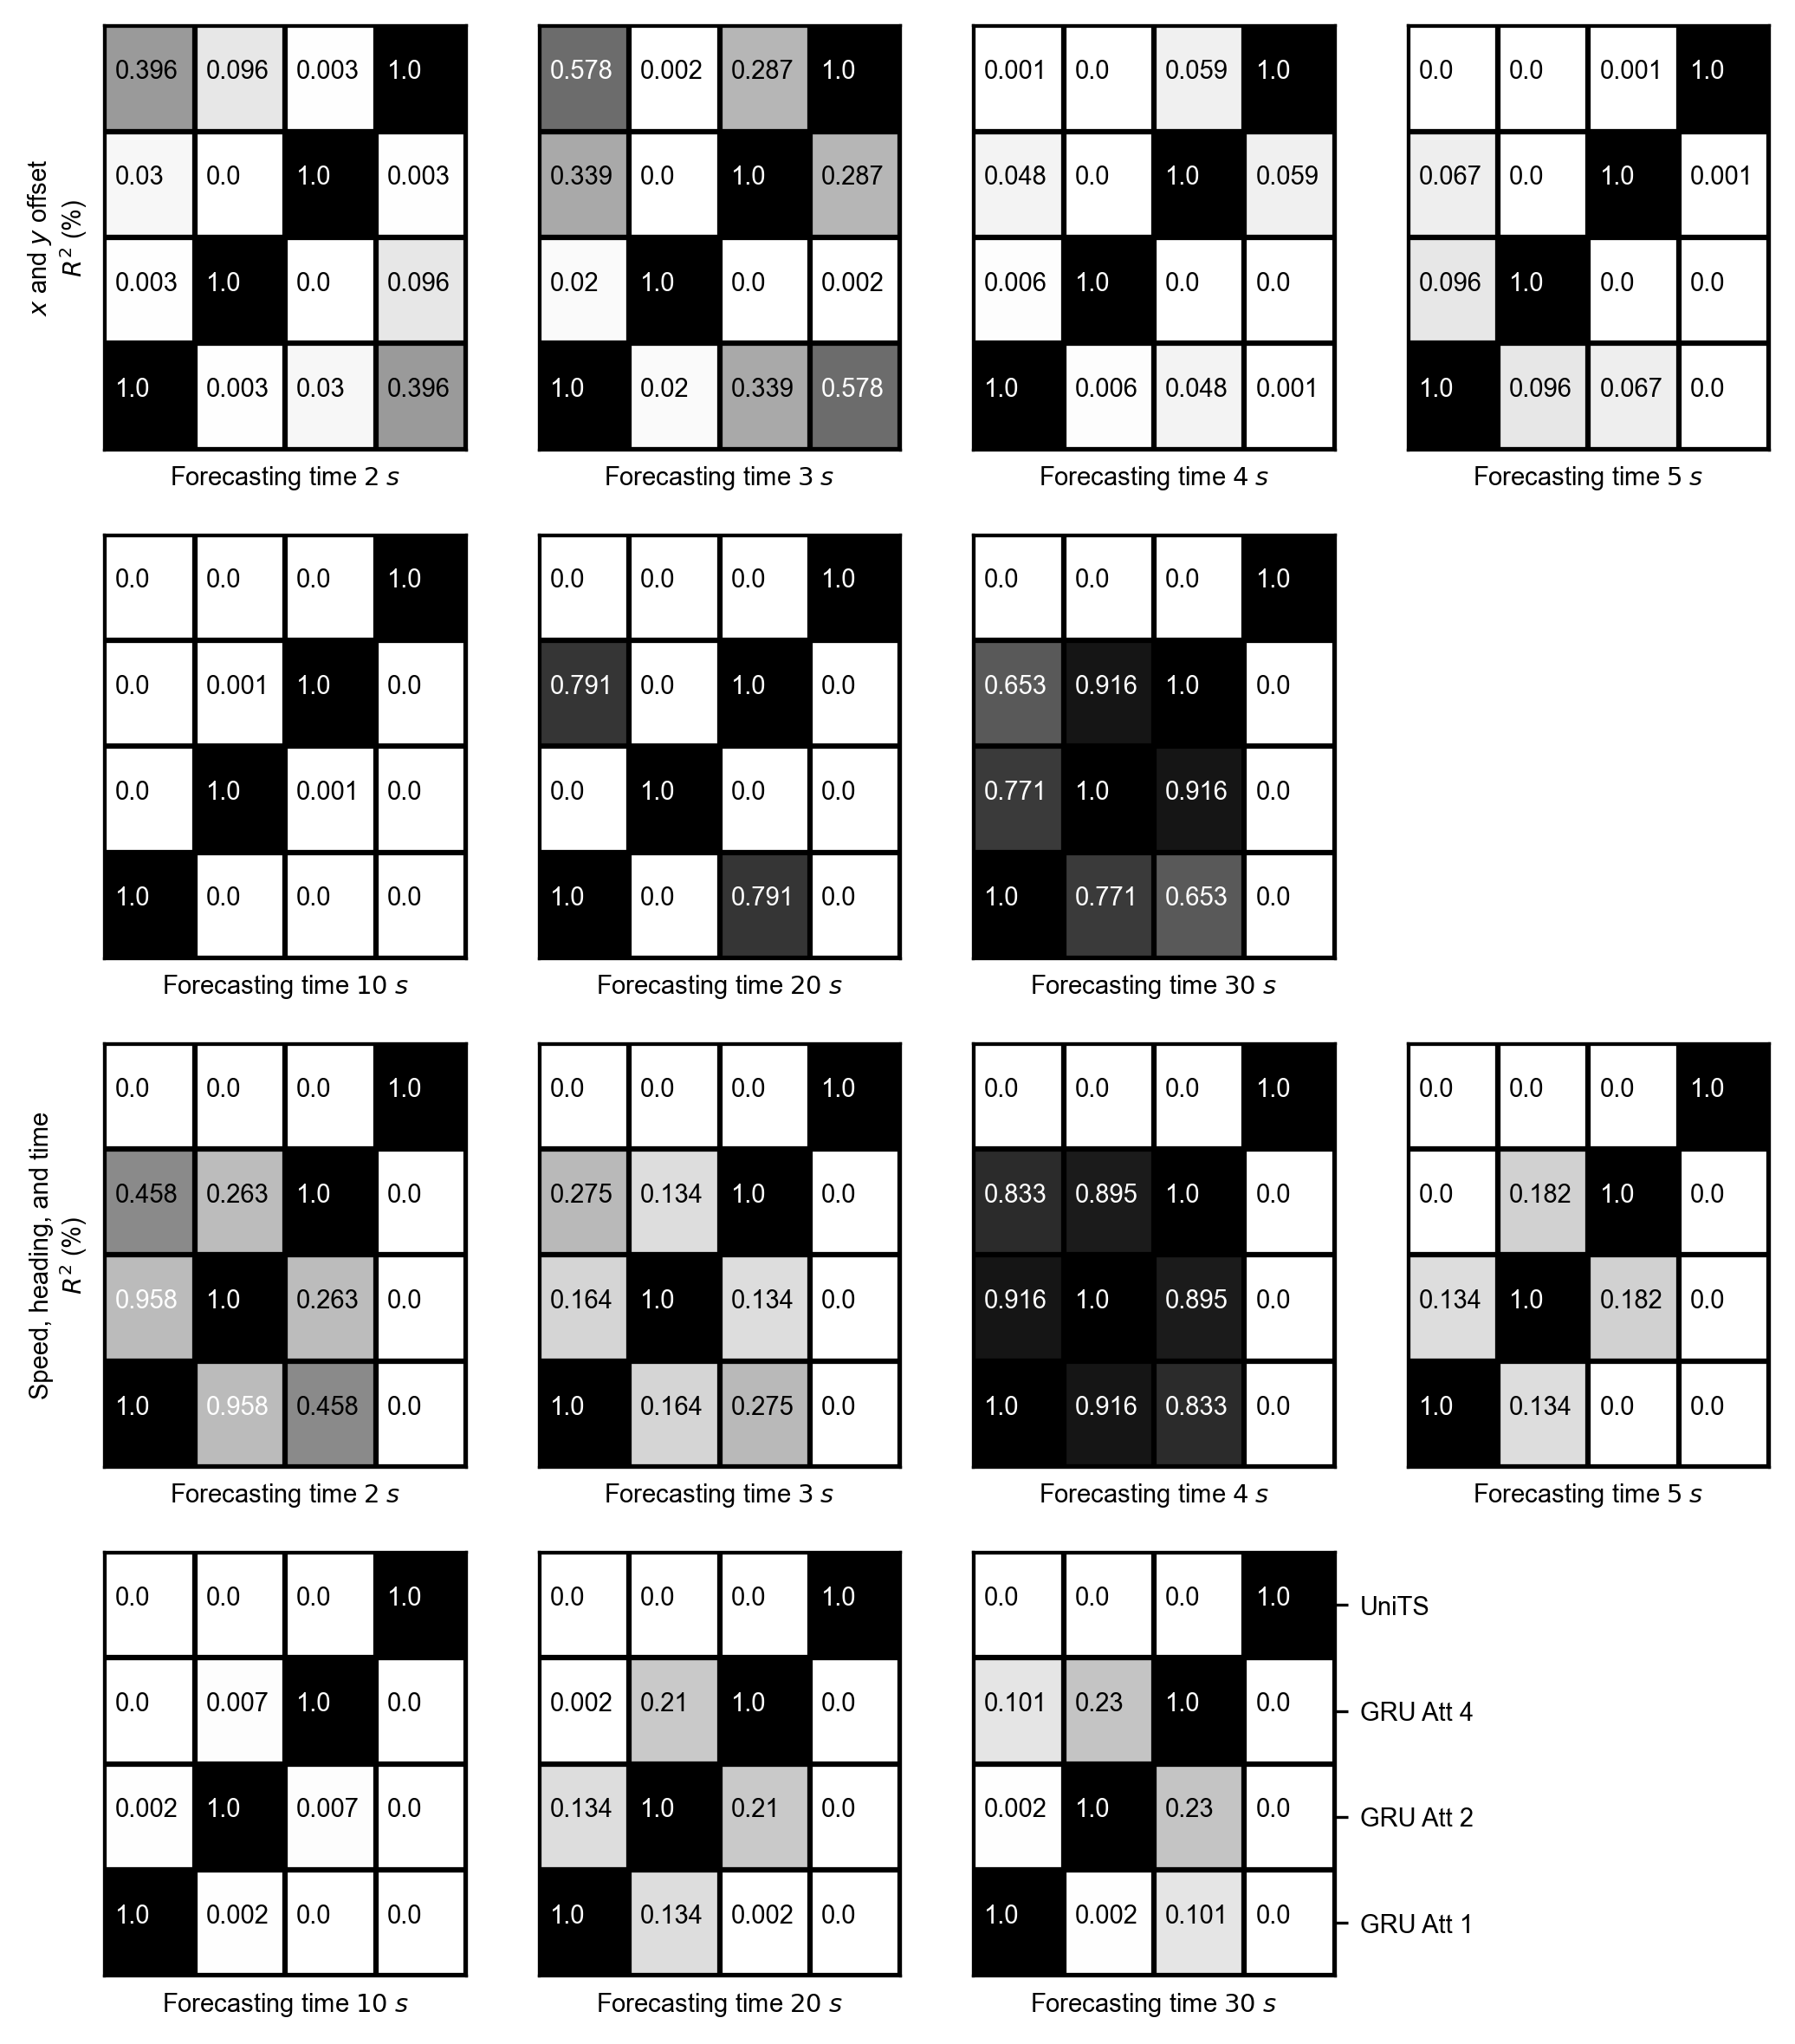 x and y offset
R² (%)
0.396 0.096 0.003 1.0
0.03 0.0 1.0 0.003
0.003 1.0 0.0 0.096
1.0 0.003 0.03 0.396
Forecasting time 2 s
0.578 0.002 0.287 1.0
0.339 0.0 1.0 0.287
0.02 1.0 0.0 0.002
1.0 0.02 0.339 0.578
Forecasting time 3 s
0.001 0.0 0.059 1.0
0.048 0.0 1.0 0.059
0.006 1.0 0.0 0.0
1.0 0.006 0.048 0.001
Forecasting time 4 s
0.0 0.0 0.001 1.0
0.067 0.0 1.0 0.001
0.096 1.0 0.0 0.0
1.0 0.096 0.067 0.0
Forecasting time 5 s
0.0 0.0 0.0 1.0
0.0 0.001 1.0 0.0
0.0 1.0 0.001 0.0
1.0 0.0 0.0 0.0
Forecasting time 10 s
0.0 0.0 0.0 1.0
0.791 0.0 1.0 0.0
0.0 1.0 0.0 0.0
1.0 0.0 0.791 0.0
Forecasting time 20 s
0.0 0.0 0.0 1.0
0.653 0.916 1.0 0.0
0.771 1.0 0.916 0.0
1.0 0.771 0.653 0.0
Forecasting time 30 s
Speed, heading, and time
R² (%)
0.0 0.0 0.0 1.0
0.458 0.263 1.0 0.0
0.958 1.0 0.263 0.0
1.0 0.958 0.458 0.0
Forecasting time 2 s
0.0 0.0 0.0 1.0
0.275 0.134 1.0 0.0
0.164 1.0 0.134 0.0
1.0 0.164 0.275 0.0
Forecasting time 3 s
0.0 0.0 0.0 1.0
0.833 0.895 1.0 0.0
0.916 1.0 0.895 0.0
1.0 0.916 0.833 0.0
Forecasting time 4 s
0.0 0.0 0.0 1.0
0.0 0.182 1.0 0.0
0.134 1.0 0.182 0.0
1.0 0.134 0.0 0.0
Forecasting time 5 s
0.0 0.0 0.0 1.0
0.0 0.007 1.0 0.0
0.002 1.0 0.007 0.0
1.0 0.002 0.0 0.0
Forecasting time 10 s
0.0 0.0 0.0 1.0
0.002 0.21 1.0 0.0
0.134 1.0 0.21 0.0
1.0 0.134 0.002 0.0
Forecasting time 20 s
0.0 0.0 0.0 1.0 UniTS
0.101 0.23 1.0 0.0 GRU Att 4
0.002 1.0 0.23 0.0 GRU Att 2
1.0 0.002 0.101 0.0 GRU Att 1
Forecasting time 30 s